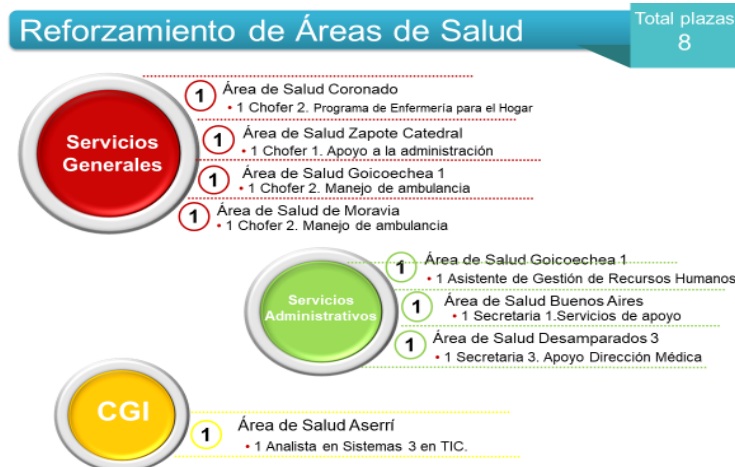 Reforzamiento de Áreas de Salud
Total plazas
8
Servicios
Generales
1
Área de Salud Coronado
• 1 Chofer 2. Programa de Enfermería para el Hogar
1
Área de Salud Zapote Catedral
• 1 Chofer 1. Apoyo a la administración
1
Área de Salud Goicoechea 1
• 1 Chofer 2. Manejo de ambulancia
1
Área de Salud de Moravia
• 1 Chofer 2. Manejo de ambulancia
Servicios
Administrativos
1
Área de Salud Goicoechea 1
• 1 Asistente de Gestión de Recursos Humanos
1
Área de Salud Buenos Aires
• 1 Secretaria 1.Servicios de apoyo
1
Área de Salud Desamparados 3
• 1 Secretaria 3. Apoyo Dirección Médica
CGI
1
Área de Salud Aserrí
• 1 Analista en Sistemas 3 en TIC.